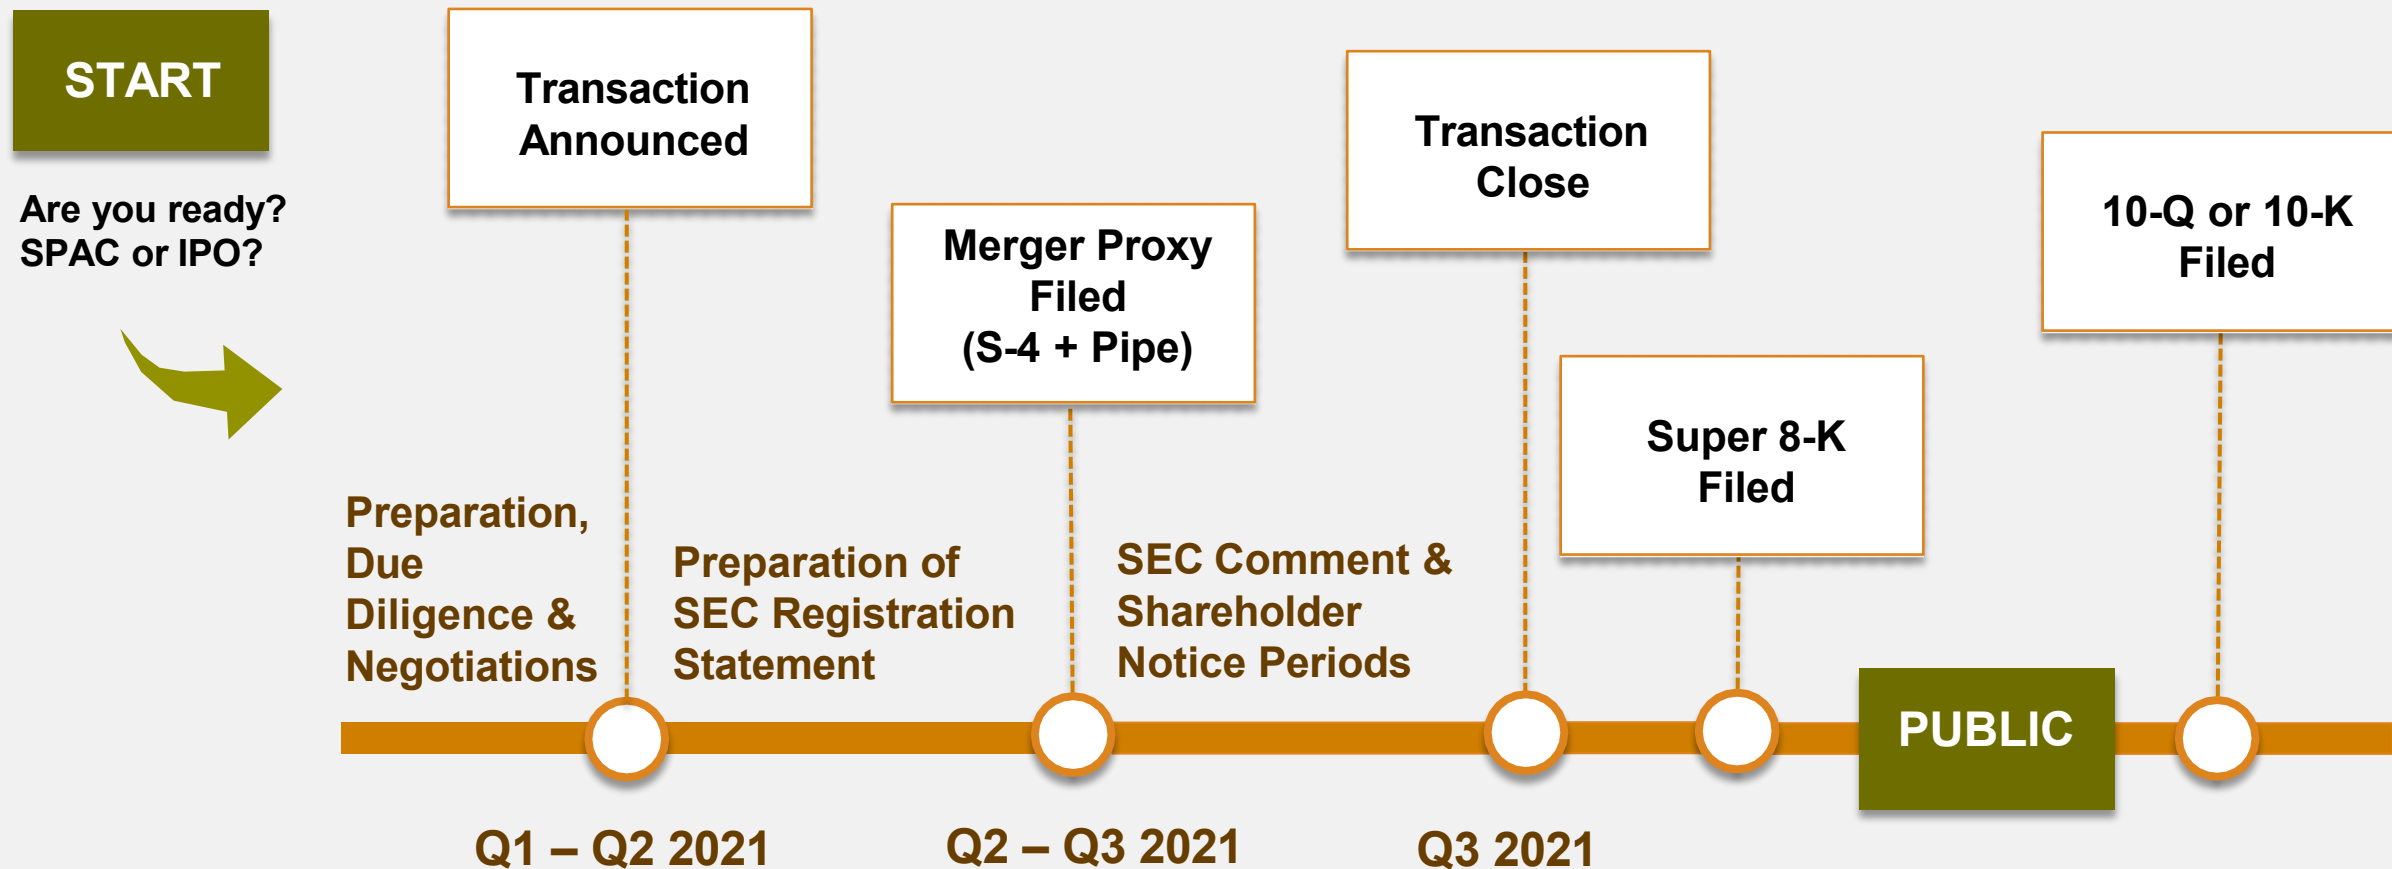 START
Are you ready?
SPAC or IPO?
Transaction
Announced
Merger Proxy
Filed
(S-4 + Pipe)
Transaction
Close
Super 8-K
Filed
10-Q or 10-K
Filed
Preparation,
Due
Diligence &
Negotiations
Preparation of
SEC Registration
Statement
SEC Comment &
Shareholder
Notice Periods
PUBLIC
Q1 – Q2 2021
Q2 – Q3 2021
Q3 2021